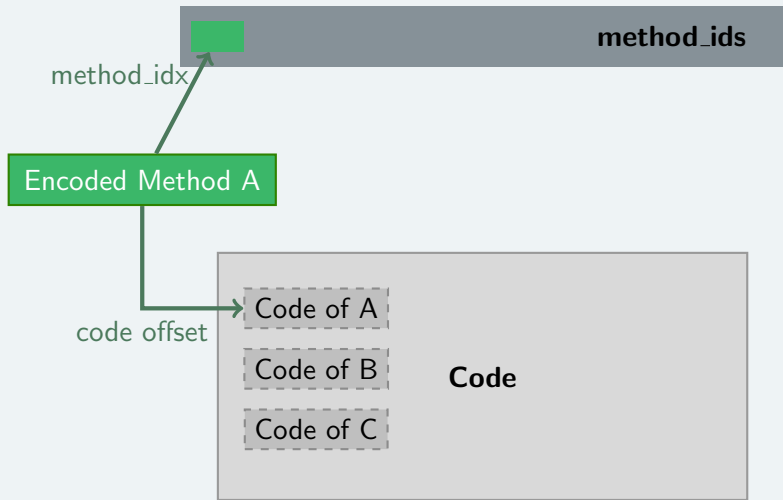 method_ids
method_idx
Encoded Method A
Code of A
code offset
Code of B
Code
Code of C